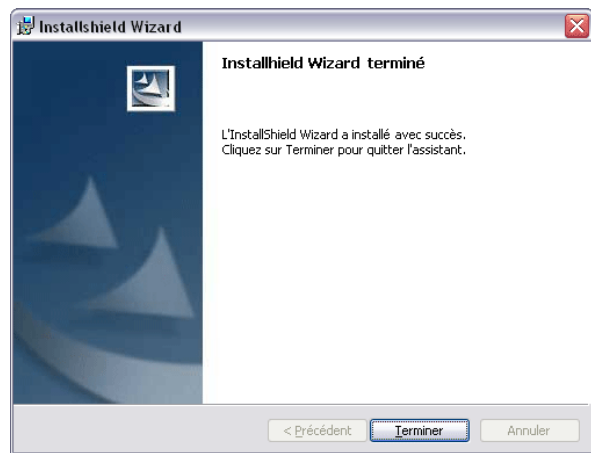 Installshield Wizard
Installhield Wizard terminé
L'InstallShield Wizard a installé avec succès.
Cliquez sur Terminer pour quitter l'assistant.
< Précédent
Terminer
Annuler